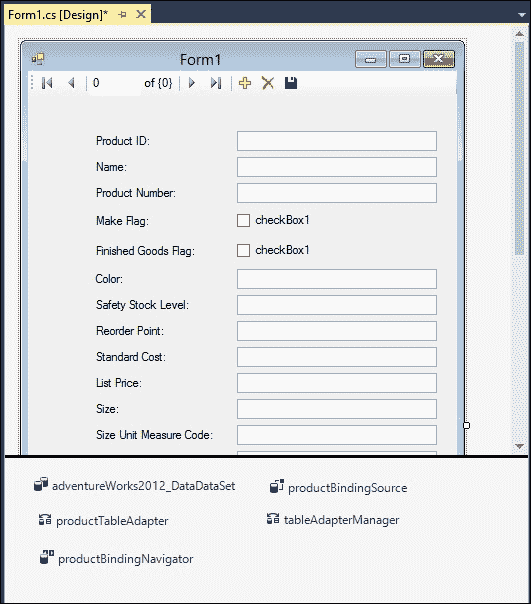 Form1.cs [Design]*
Form1
0 of {0}
Product ID:
Name:
Product Number:
Make Flag: checkBox1
Finished Goods Flag: checkBox1
Color:
Safety Stock Level:
Reorder Point:
Standard Cost:
List Price:
Size:
Size Unit Measure Code:
adventureWorks2012_DataDataSet productBindingSource
productTableAdapter tableAdapterManager
productBindingNavigator